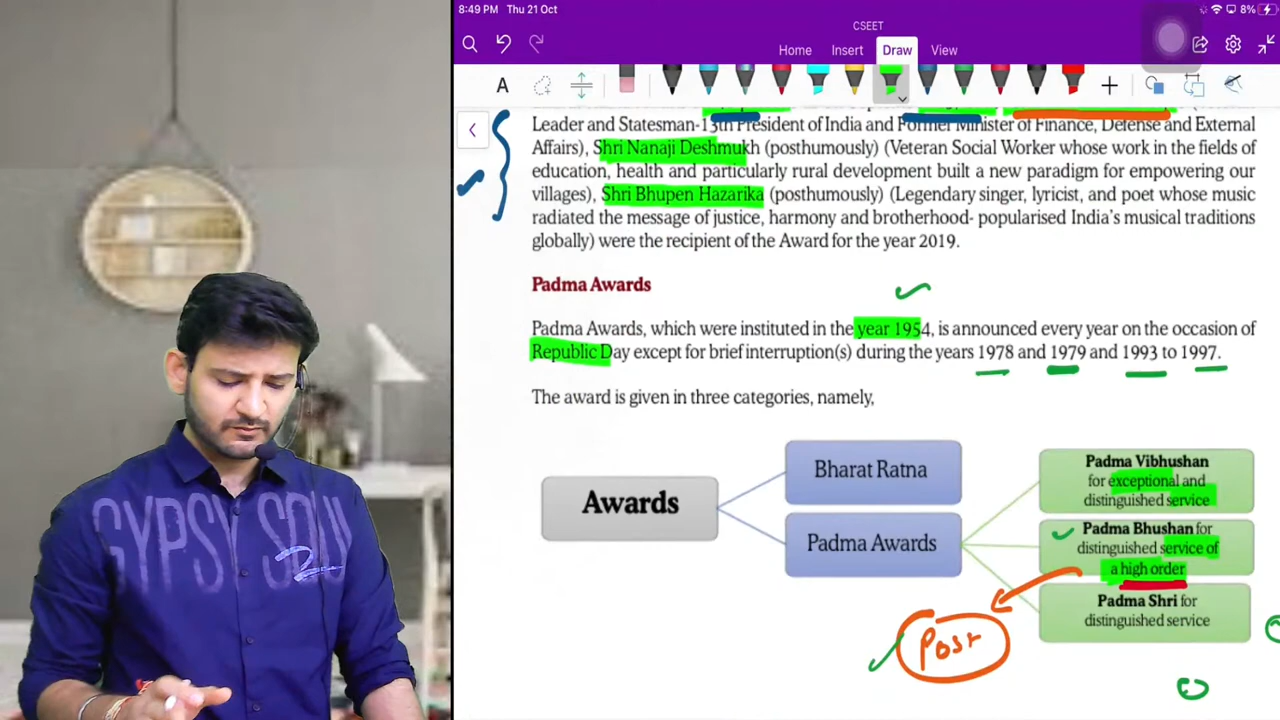 8:49 PM Thu 21 Oct
8%
CSEET
Home Insert Draw View
A
Leader and Statesman-13th President of India and Former Minister of Finance, Defense and External
Affairs), Shri Nanaji Deshmukh (posthumously) (Veteran Social Worker whose work in the fields of
education, health and particularly rural development built a new paradigm for empowering our
villages), Shri Bhupen Hazarika (posthumously) (Legendary singer, lyricist, and poet whose music
radiated the message of justice, harmony and brotherhood- popularised India's musical traditions
globally) were the recipient of the Award for the year 2019.
Padma Awards
Padma Awards, which were instituted in the year 1954, is announced every year on the occasion of
Republic Day except for brief interruption(s) during the years 1978 and 1979 and 1993 to 1997.
The award is given in three categories, namely,
Awards
Bharat Ratna
Padma Awards
Padma Vibhushan
for exceptional and
distinguished service
Padma Bhushan for
distinguished service of
a high order
Padma Shri for
distinguished service
Post
GYPSY SOUL